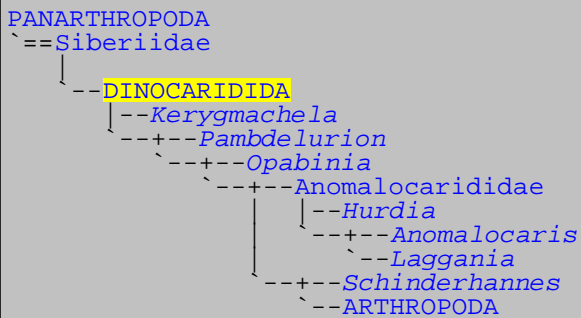 PANARTHROPODA
`==Siberiidae
|
`--DINOCARIDIDA
|--Kerygmachela
`--+--Pambdelurion
`--+--Opabinia
`--+--Anomalocarididae
| |--Hurdia
| `--+--Anomalocaris
| `--Laggania
`--+--Schinderhannes
`--ARTHROPODA